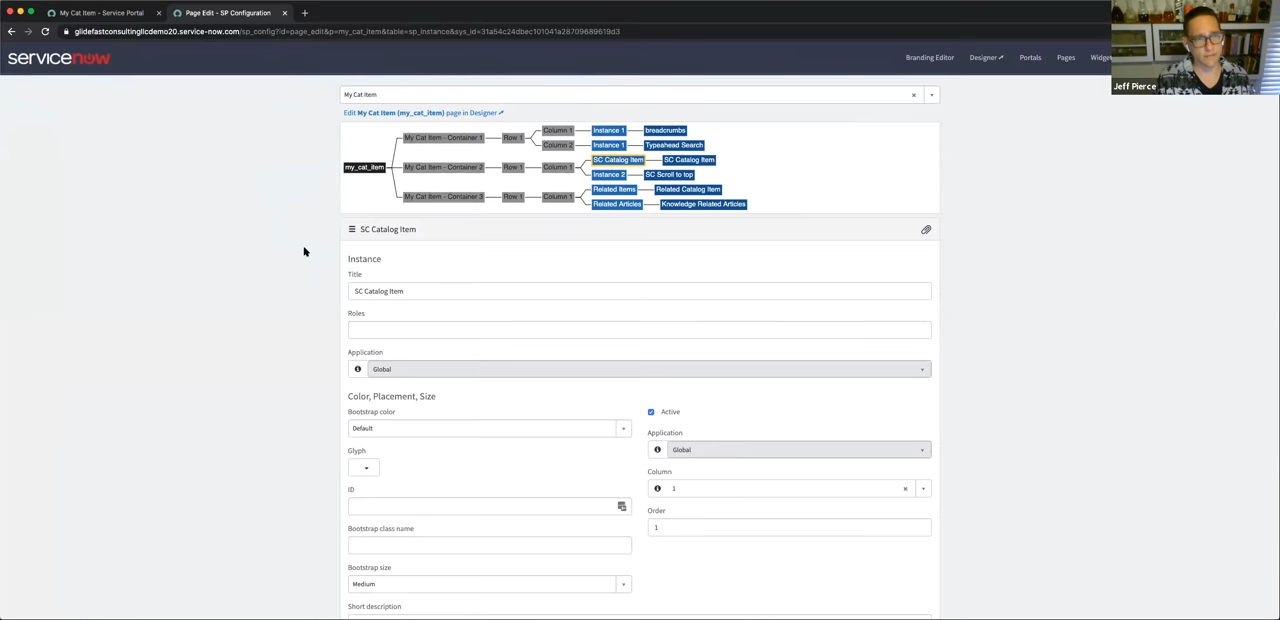 My Cat Item - Service Portal
Page Edit - SP Configuration
glidefastconsultingllcdemo20.service-now.com/sp_config?id=page_edit&p=my_cat_item&table=sp_instance&sys_id=31a54c24dbec101041a28709689619d3
servicenow
Branding Editor
Designer
Portals
Pages
Widge
Jeff Pierce
My Cat Item
Edit My Cat Item (my_cat_item) page in Designer
my_cat_item
My Cat Item - Container 1
Row 1
Column 1
Instance 1
breadcrumbs
Column 2
Instance 1
Typeahead Search
My Cat Item - Container 2
Row 1
Column 1
SC Catalog Item
SC Catalog Item
Instance 2
SC Scroll to top
My Cat Item - Container 3
Row 1
Column 1
Related Items
Related Catalog Item
Related Articles
Knowledge Related Articles
SC Catalog Item
Instance
Title
SC Catalog Item
Roles
Application
Global
Color, Placement, Size
Bootstrap color
Default
Glyph
ID
Bootstrap class name
Bootstrap size
Medium
Short description
Active
Application
Global
Column
1
Order
1